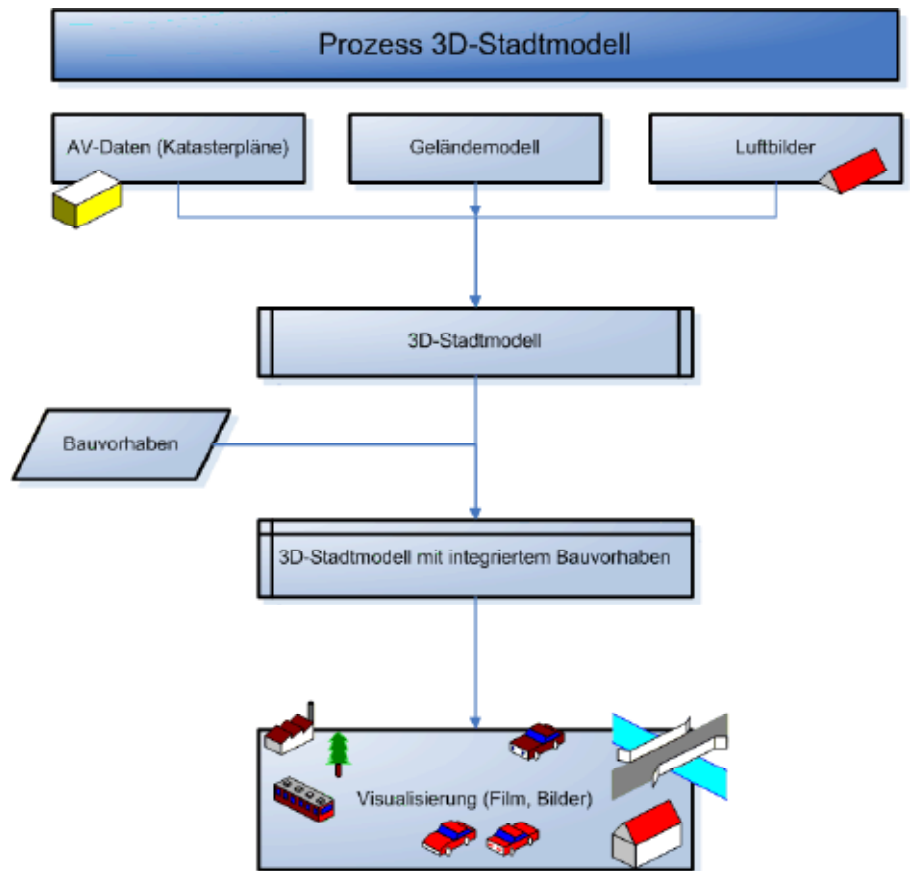 Prozess 3D-Stadtmodell
AV-Daten (Katasterpläne)
Geländemodell
Luftbilder
3D-Stadtmodell
Bauvorhaben
3D-Stadtmodell mit integriertem Bauvorhaben
Visualisierung (Film, Bilder)